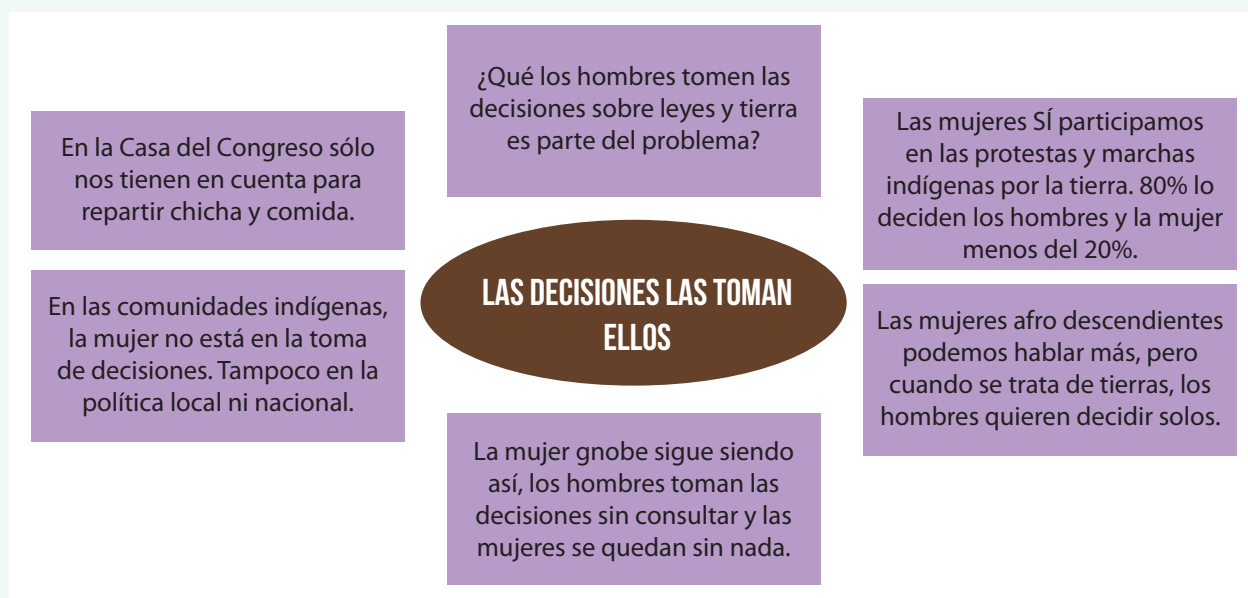 ¿Qué los hombres tomen las
decisiones sobre leyes y tierra
es parte del problema?
En la Casa del Congreso sólo
nos tienen en cuenta para
repartir chicha y comida.
Las mujeres SÍ participamos
en las protestas y marchas
indígenas por la tierra. 80% lo
deciden los hombres y la mujer
menos del 20%.
LAS DECISIONES LAS TOMAN
ELLOS
En las comunidades indígenas,
la mujer no está en la toma
de decisiones. Tampoco en la
política local ni nacional.
Las mujeres afro descendientes
podemos hablar más, pero
cuando se trata de tierras, los
hombres quieren decidir solos.
La mujer gnobe sigue siendo
así, los hombres toman las
decisiones sin consultar y las
mujeres se quedan sin nada.